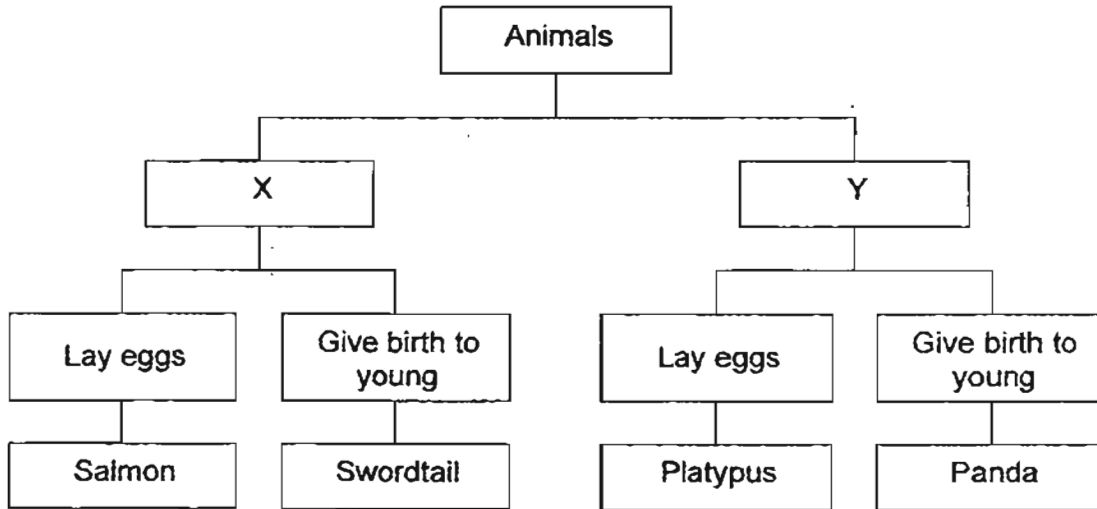 Animals
X
Y
Lay eggs
Give birth to
young
Lay eggs
Give birth to
young
Salmon
Swordtail
Platypus
Panda